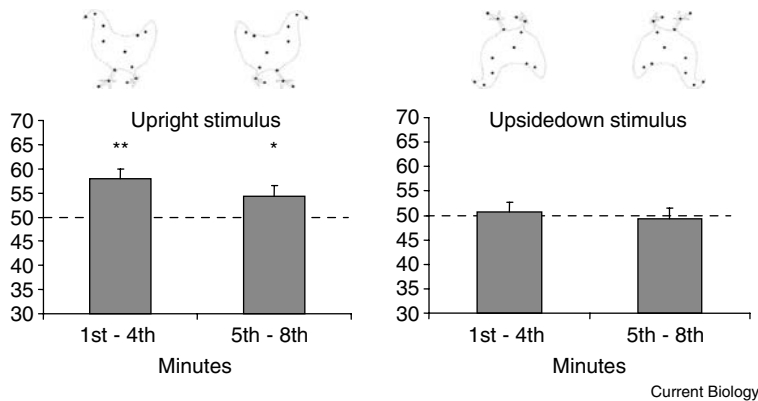 Upright stimulus
70
65
60
55
50
45
40
35
30
** *
1st - 4th 5th - 8th
Minutes
Upsidedown stimulus
70
65
60
55
50
45
40
35
30
1st - 4th 5th - 8th
Minutes
Current Biology